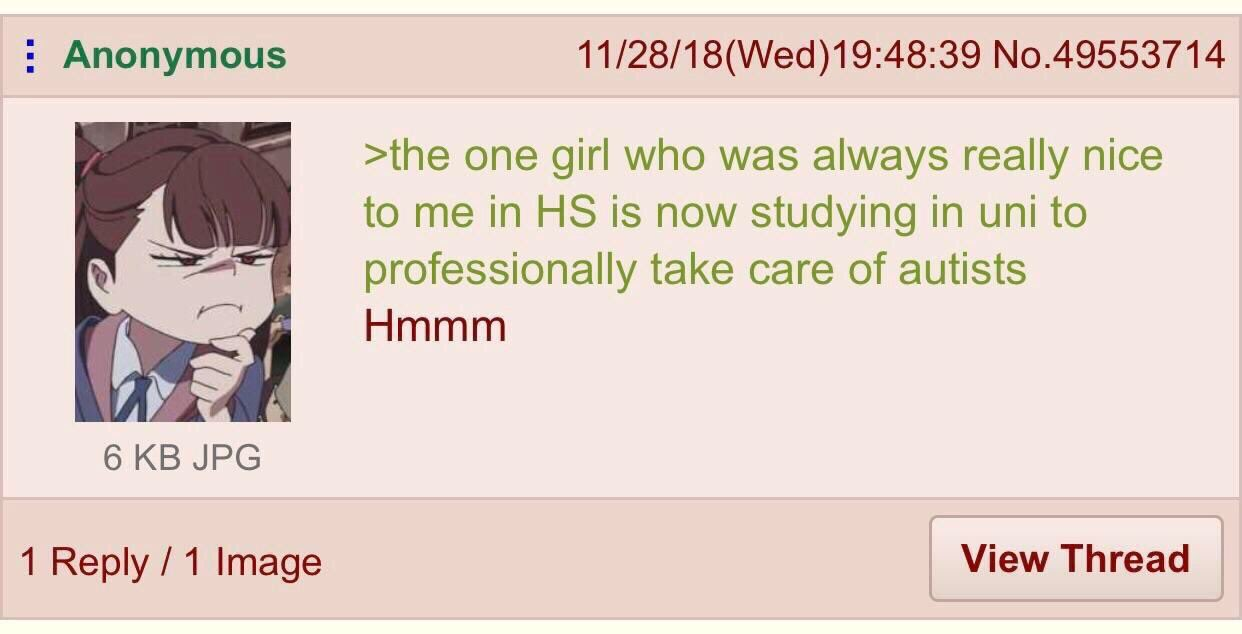 Anonymous 11/28/18(Wed)19:48:39 No.49553714
>the one girl who was always really nice
to me in HS is now studying in uni to
professionally take care of autists
Hmmm
6 KB JPG
1 Reply / 1 Image
View Thread